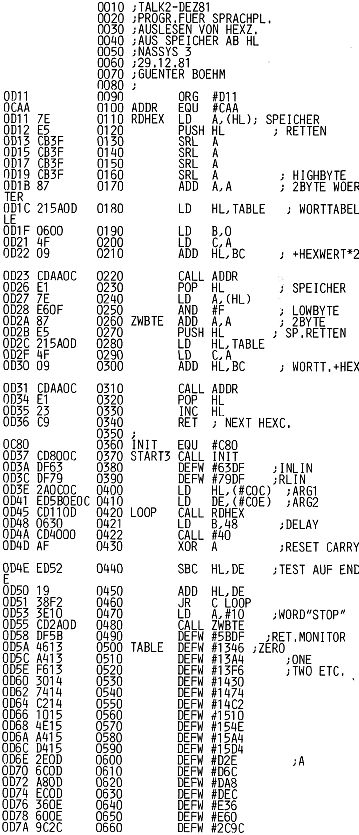 0010 ;TALK2-DEZ81
0020 ;PROGR.FUER SPRACHPL.
0030 ;AUSLESEN VON HEXZ.
0040 ;AUS SPEICHER AB HL
0050 ;NASSYS 3
0060 ;29.12.81
0070 ;GUENTER BOEHM
0080 ;
0D11 0090 ORG #D11
0CAA 0100 ADDR EQU #CAA
0D11 7E 0110 RDHEX LD A,(HL); SPEICHER
0D12 E5 0120 PUSH HL ; RETTEN
0D13 CB3F 0130 SRL A
0D15 CB3F 0140 SRL A
0D17 CB3F 0150 SRL A
0D19 CB3F 0160 SRL A ; HIGHBYTE
0D1B 87 0170 ADD A,A ; 2BYTE WOER
TER
0D1C 215A0D 0180 LD HL,TABLE ; WORTTABEL
LE
0D1F 0600 0190 LD B,0
0D21 4F 0200 LD C,A
0D22 09 0210 ADD HL,BC ; +HEXWERT*2
0D23 CDAA0C 0220 CALL ADDR
0D26 E1 0230 POP HL ; SPEICHER
0D27 7E 0240 LD A,(HL)
0D28 E60F 0250 AND #F ; LOWBYTE
0D2A 87 0260 ZWBTE ADD A,A ; 2BYTE
0D2B E5 0270 PUSH HL ; SP.RETTEN
0D2C 215A0D 0280 LD HL,TABLE
0D2F 4F 0290 LD C,A
0D30 09 0300 ADD HL,BC ; WORTT.+HEX
0D31 CDAA0C 0310 CALL ADDR
0D34 E1 0320 POP HL
0D35 23 0330 INC HL
0D36 C9 0340 RET ; NEXT HEXC.
0350 ;
0C80 0360 INIT EQU #C80
0D37 CD800C 0370 START3 CALL INIT
0D3A DF63 0380 DEFW #63DF ;INLIN
0D3C DF79 0390 DEFW #79DF ;RLIN
0D3E 2A0C0C 0400 LD HL,(#C0C) ;ARG1
0D41 ED5B0E0C 0410 LD DE,(#C0E) ;ARG2
0D45 CD110D 0420 LOOP CALL RDHEX
0D48 0630 0421 LD B,48 ;DELAY
0D4A CD4000 0422 CALL #40
0D4D AF 0430 XOR A ;RESET CARRY
0D4E ED52 0440 SBC HL,DE ;TEST AUF END
E
0D50 19 0450 ADD HL,DE
0D51 38F2 0460 JR C LOOP
0D53 3E10 0470 LD A,#10 ;WORD"STOP"
0D55 CD2A0D 0480 CALL ZWBTE
0D58 DF5B 0490 DEFW #5BDF ;RET.MONITOR
0D5A 4613 0500 TABLE DEFW #1346 ;ZERO
0D5C A413 0510 DEFW #13A4 ;ONE
0D5E F613 0520 DEFW #13F6 ;TWO ETC.
0D60 3014 0530 DEFW #1430
0D62 7414 0540 DEFW #1474
0D64 C214 0550 DEFW #14C2
0D66 1015 0560 DEFW #1510
0D68 4E15 0570 DEFW #154E
0D6A A415 0580 DEFW #15A4
0D6C D415 0590 DEFW #15D4
0D6E 2E0D 0600 DEFW #D2E ;A
0D70 6C0D 0610 DEFW #D6C
0D72 A80D 0620 DEFW #DA8
0D74 EC0D 0630 DEFW #DEC
0D76 360E 0640 DEFW #E36
0D78 600E 0650 DEFW #E60
0D7A 9C2C 0660 DEFW #2C9C